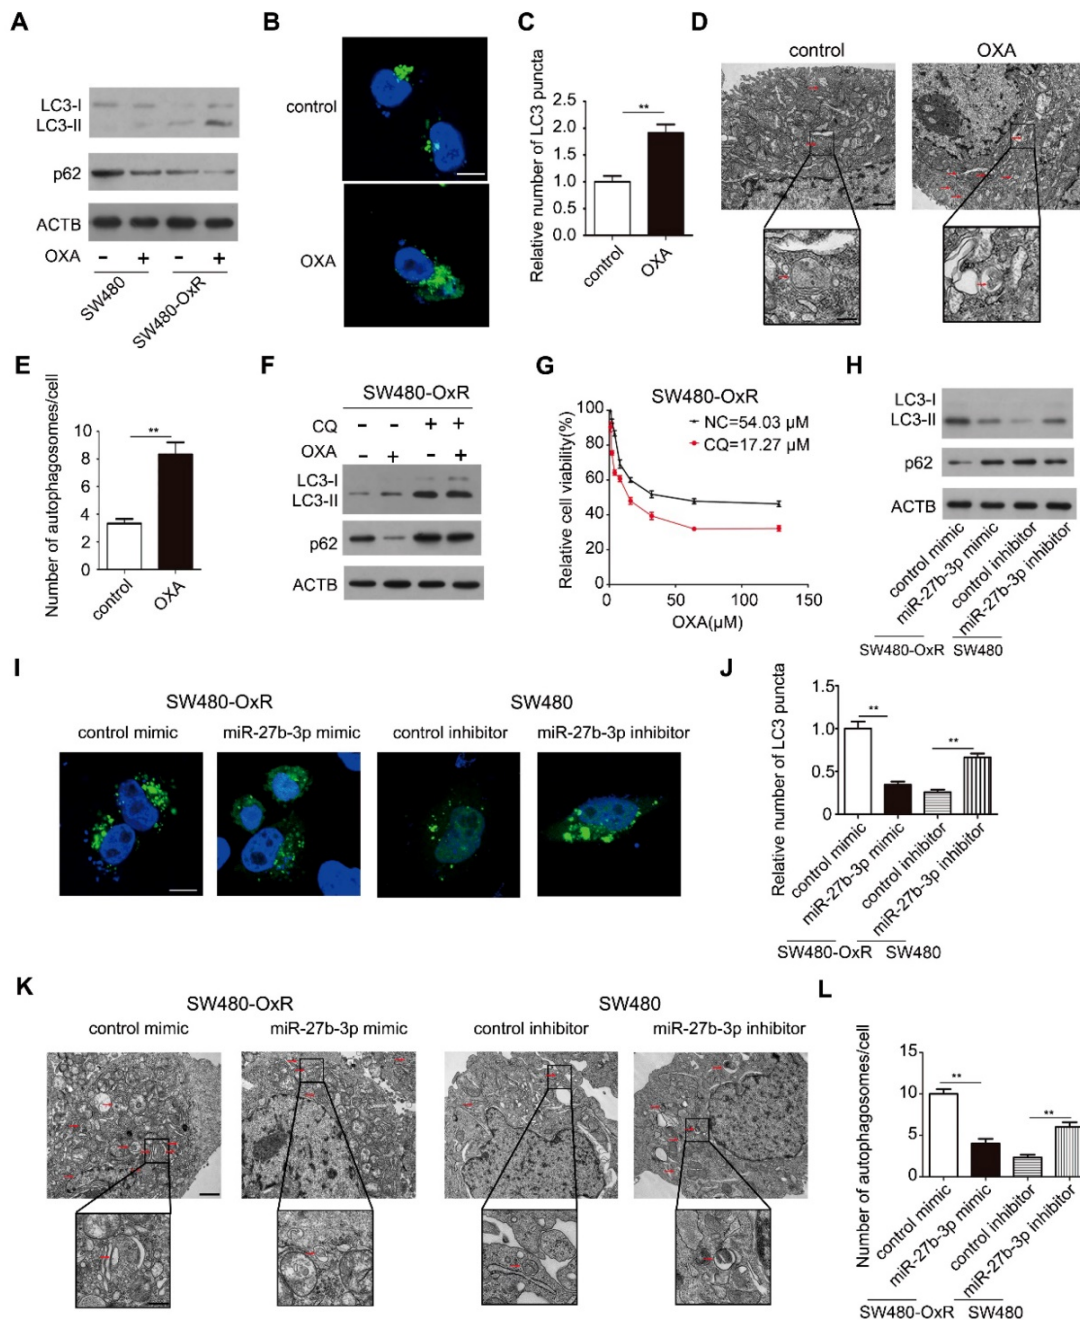 A
LC3-I
LC3-II
p62
ACTB
OXA - + - +
SW480 SW480-OxR
B
control
OXA
C
Relative number of LC3 puncta
2.5
2.0
1.5
1.0
0.5
0.0
**
control OXA
D
control OXA
E
Number of autophagosomes/cell
10
8
6
4
2
0
**
control OXA
F
SW480-OxR
CQ - - + +
OXA - + - +
LC3-I
LC3-II
p62
ACTB
G
SW480-OxR
NC=54.03 µM
CQ=17.27 µM
Relative cell viability(%)
100
80
60
40
20
0
0 50 100 150
OXA(µM)
H
LC3-I
LC3-II
p62
ACTB
control mimic
miR-27b-3p mimic
control inhibitor
miR-27b-3p inhibitor
SW480-OxR SW480
I
SW480-OxR SW480
control mimic miR-27b-3p mimic control inhibitor miR-27b-3p inhibitor
J
Relative number of LC3 puncta
1.5
1.0
0.5
0
** **
control mimic
miR-27b-3p mimic
control inhibitor
miR-27b-3p inhibitor
SW480-OxR SW480
K
SW480-OxR SW480
control mimic miR-27b-3p mimic control inhibitor miR-27b-3p inhibitor
L
Number of autophagosomes/cell
15
10
5
0
** **
control mimic
miR-27b-3p mimic
control inhibitor
miR-27b-3p inhibitor
SW480-OxR SW480